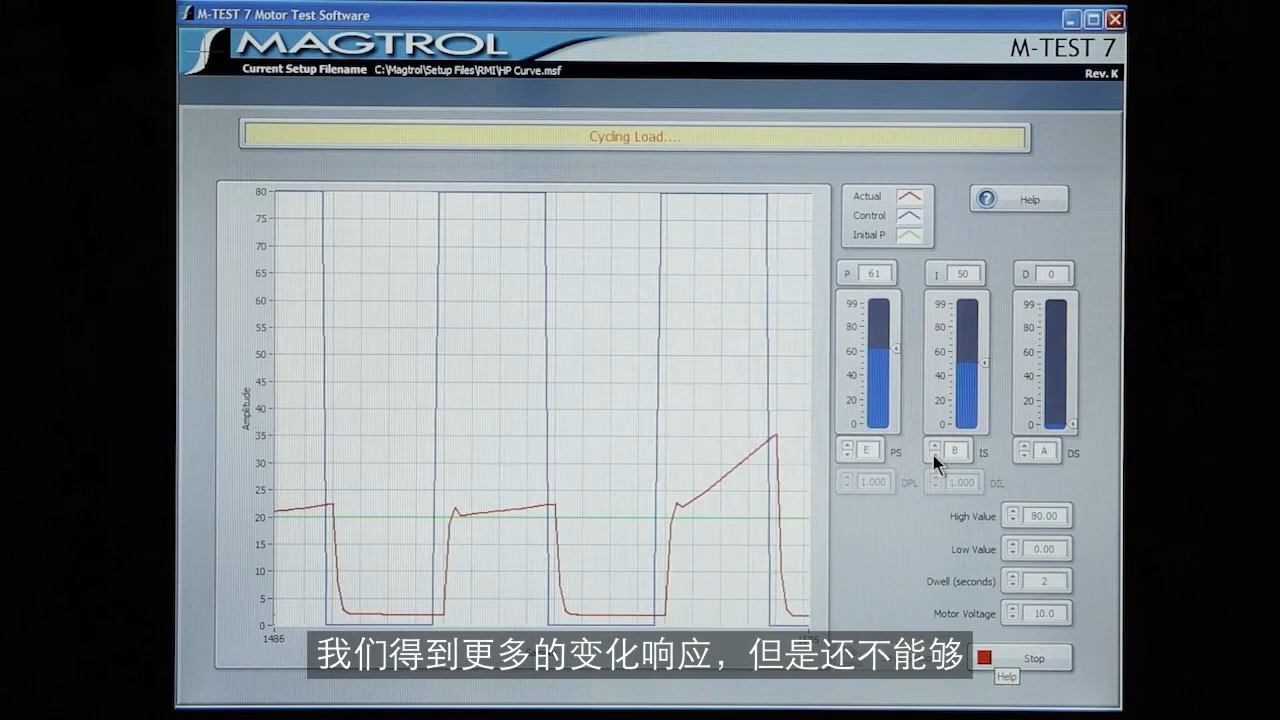 M-TEST 7 Motor Test Software
MAGTROL
M-TEST 7
Current Setup Filename C:\Magtrol\Setup Files\RMI\HP Curve.msf
Rev. K
Cycling Load....
Actual
Control
Initial P
Help
P 61
I 50
D 0
99 99 99
80 80 80
60 60 60
40 40 40
20 20 20
0 0 0
E PS
B IS
A DS
1.000 DPL
1.000 DIL
High Value 80.00
Low Value 0.00
Dwell (seconds) 2
Motor Voltage 10.0
Stop
Help
Amplitude
80
75
70
65
60
55
50
45
40
35
30
25
20
15
10
5
0
1486
我们得到更多的变化响应，但是还不能够